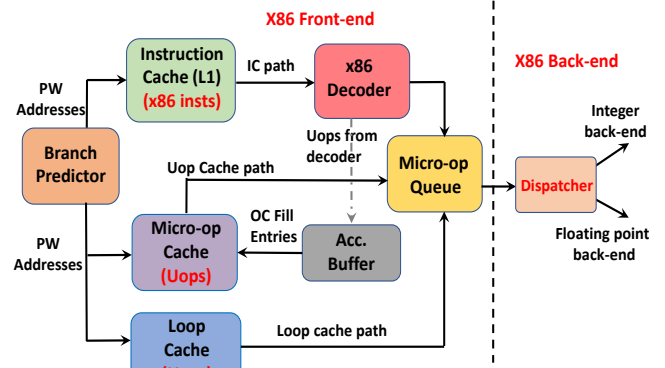 X86 Front-end
X86 Back-end
Instruction
Cache (L1)
(x86 insts)
IC path
x86
Decoder
PW
Addresses
Integer
back-end
Uops from
decoder
Branch
Predictor
Uop Cache path
Micro-op
Queue
Dispatcher
PW
Addresses
Micro-op
Cache
(Uops)
OC Fill
Entries
Acc.
Buffer
Floating point
back-end
Loop
Cache
Loop cache path